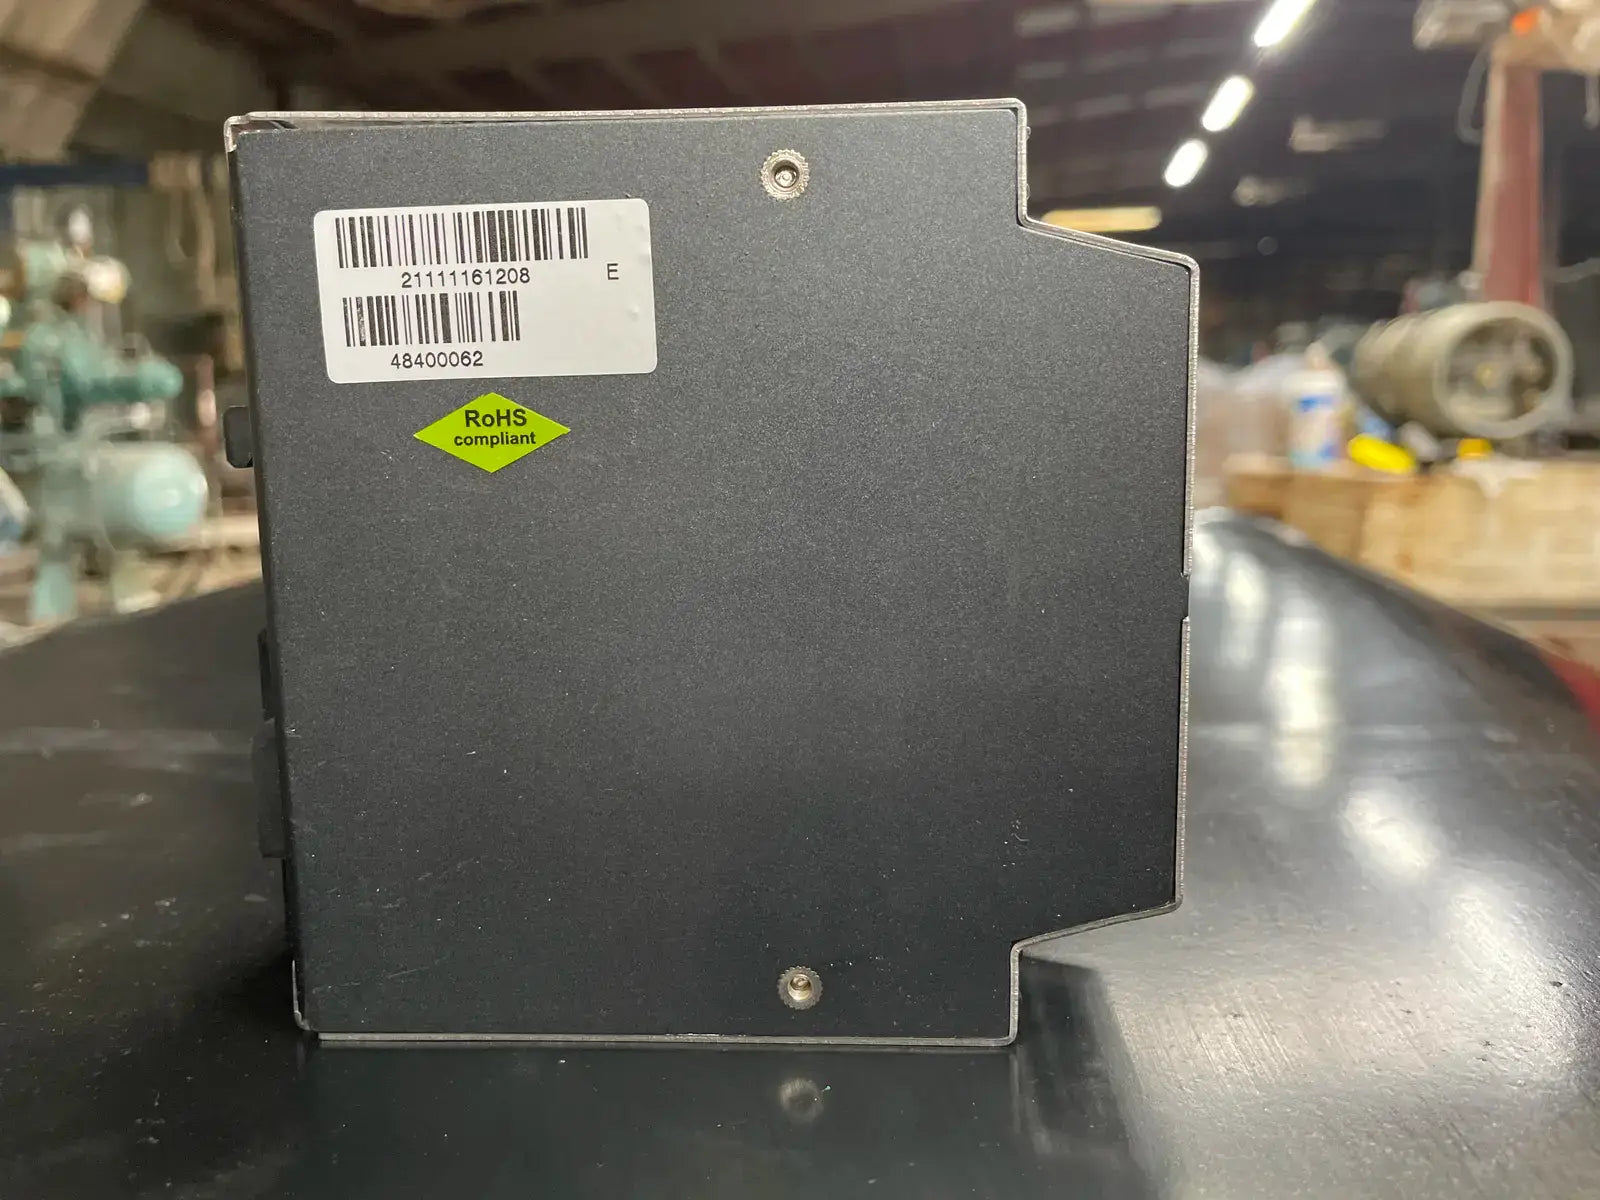 21111161208
E
48400062
RoHS
compliant